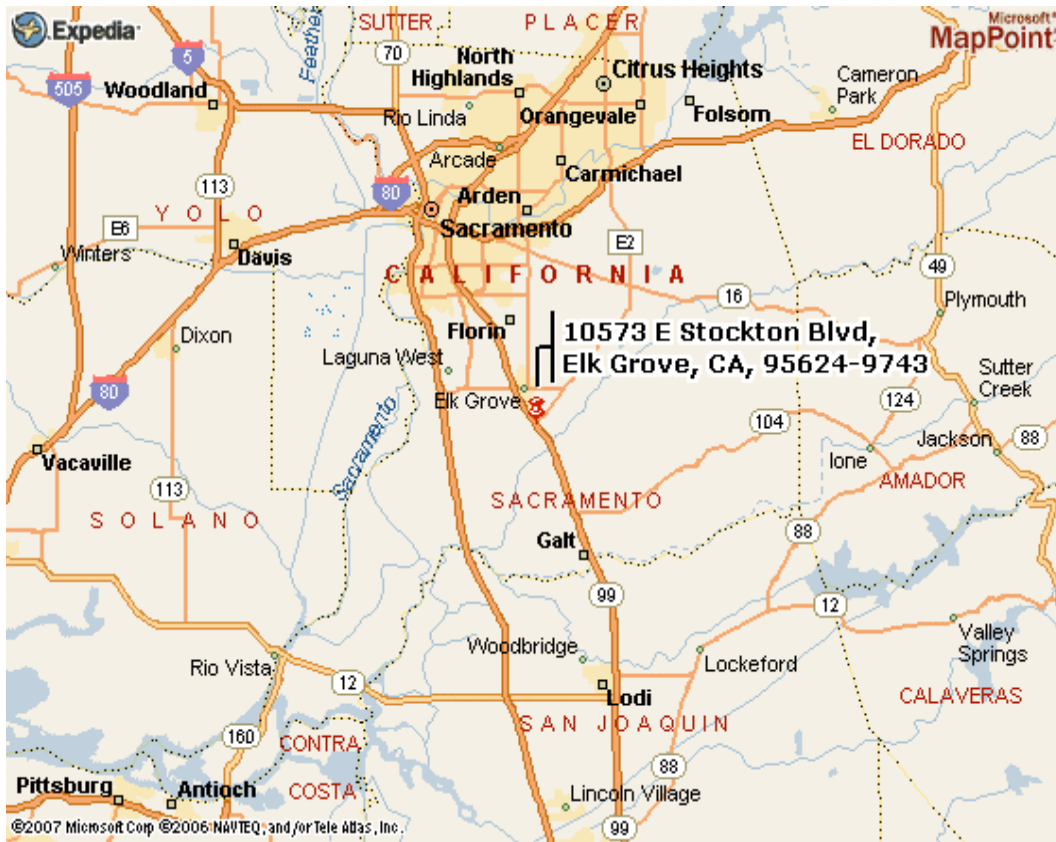 Expedia
SUTTER
PLACER
Microsoft
MapPoint
5
70
North
Highlands
Citrus Heights
Cameron
Park
505
Woodland
Feather
Rio Linda
Orangevale
Folsom
EL DORADO
Arcade
Carmichael
113
80
Arden
YOLO
E6
Sacramento
E2
Winters
Davis
CALIFORNIA
49
16
Plymouth
Dixon
Florin
10573 E Stockton Blvd,
Elk Grove, CA, 95624-9743
Laguna West
Sutter
Creek
80
Elk Grove
124
Sacramento
104
Jackson
88
Vacaville
Ione
113
SACRAMENTO
AMADOR
SOLANO
88
Galt
99
12
Woodbridge
Valley
Springs
Rio Vista
Lockeford
12
Lodi
CALAVERAS
SAN JOAQUIN
160
CONTRA
COSTA
88
Pittsburg
Antioch
Lincoln Village
©2007 Microsoft Corp ©2006 NAVTEQ, and/or Tele Atlas, Inc.
99